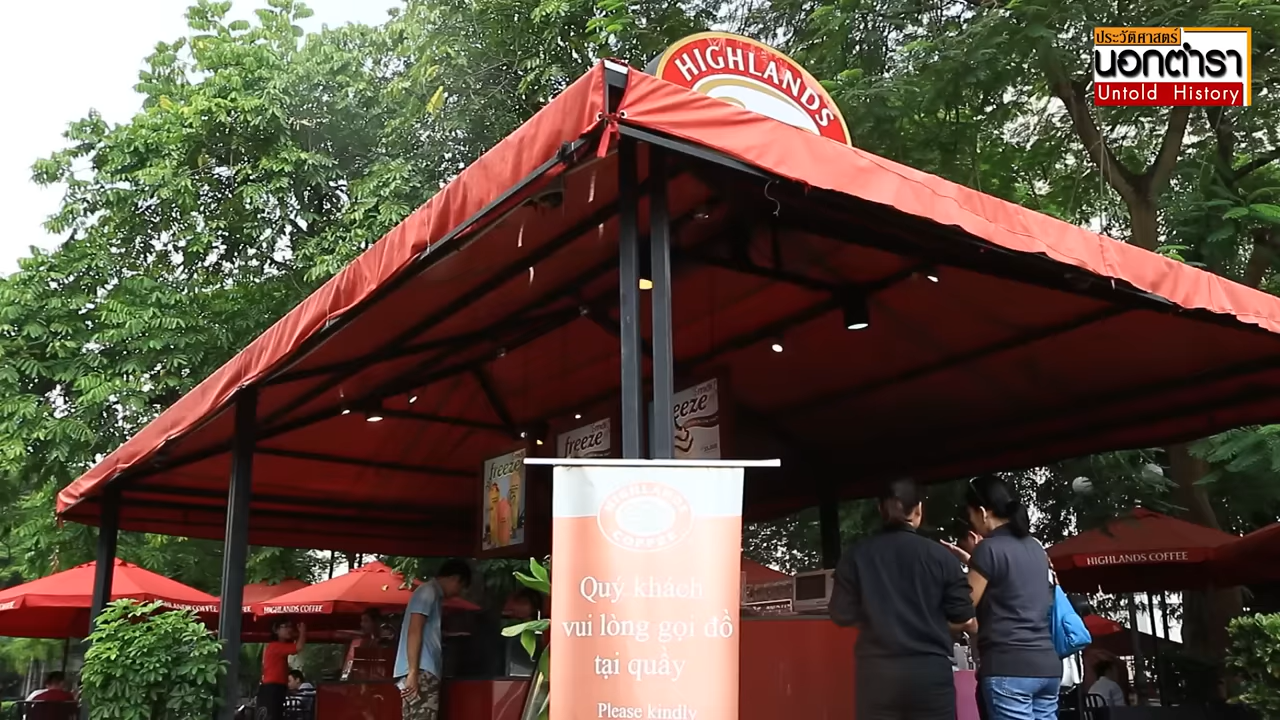 HIGHLANDS
ประวัติศาสตร์
นอกตำรา
Untold History
freeze
freeze
eeze
HIGHLANDS
COFFEE
Quý khách
vui lòng gọi đồ
tại quầy
Please kindly
HIGHLANDS COFFEE
HIGHLANDS COFFEE
HIGHLANDS COFFEE